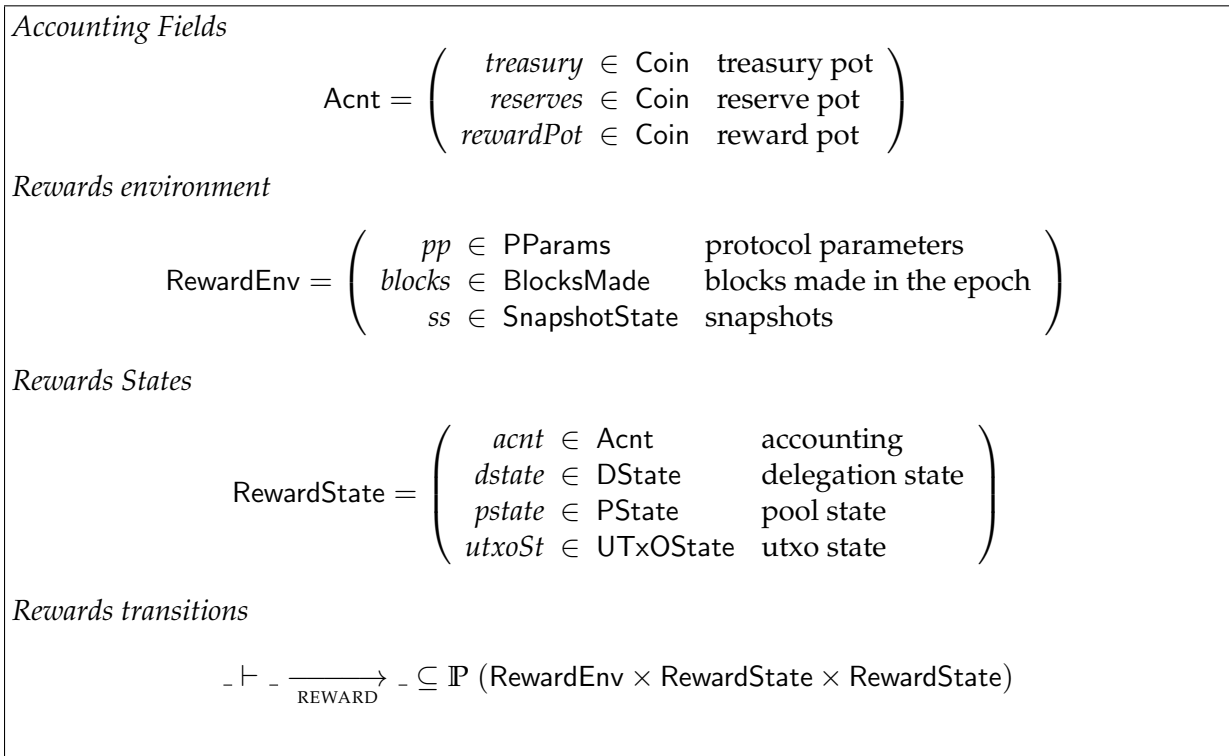 Accounting Fields
treasury ∈ Coin treasury pot
Acnt = ( reserves ∈ Coin reserve pot )
rewardPot ∈ Coin reward pot
Rewards environment
pp ∈ PParams protocol parameters
RewardEnv = ( blocks ∈ BlocksMade blocks made in the epoch )
ss ∈ SnapshotState snapshots
Rewards States
acnt ∈ Acnt accounting
dstate ∈ DState delegation state
RewardState = ( pstate ∈ PState pool state )
utxoSt ∈ UTxOState utxo state
Rewards transitions
_ ⊢ _ →REWARD _ ⊆ ℙ (RewardEnv × RewardState × RewardState)